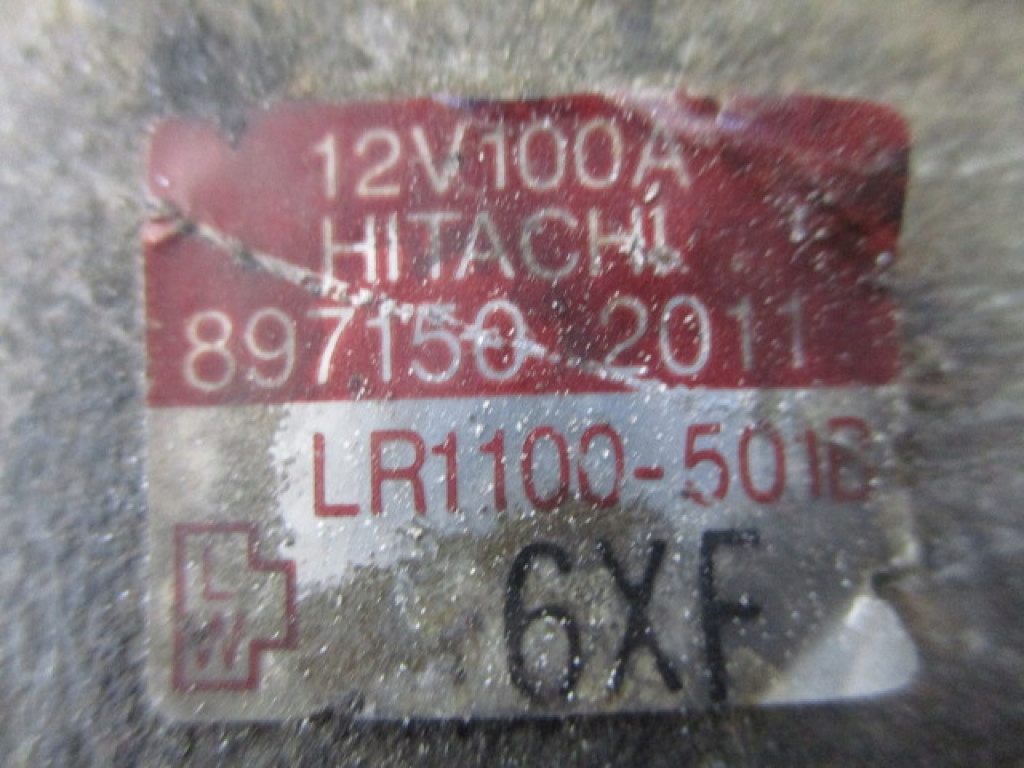 12V100A
HITACHI
897150 2011
LR1100-501B
6XF